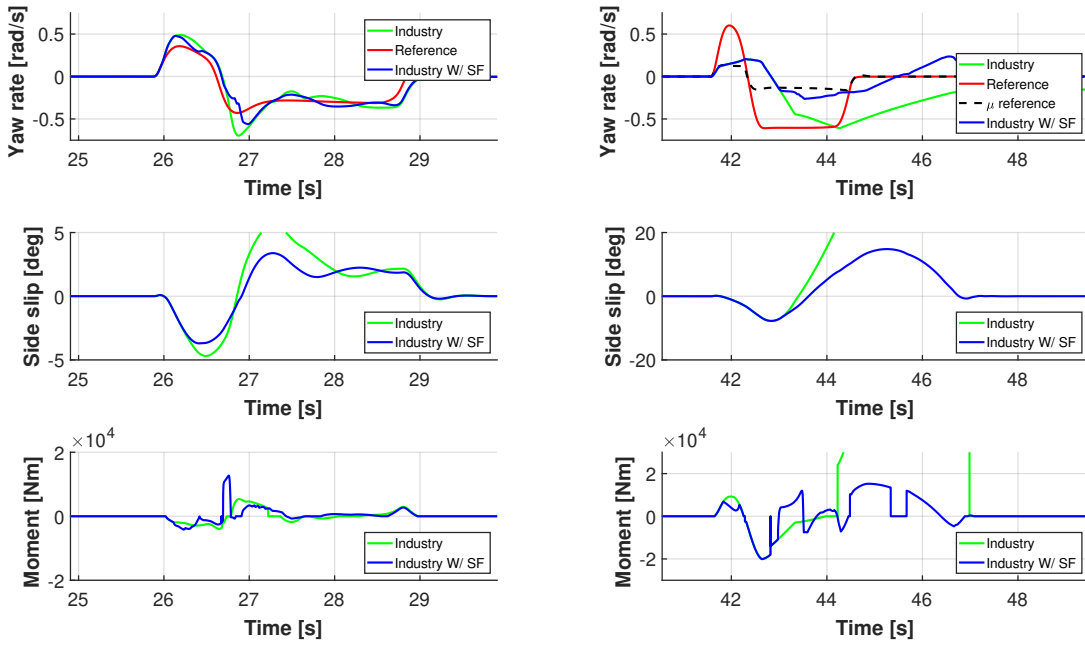 Yaw rate [rad/s]
0.5
0
-0.5
Industry
Reference
Industry W/ SF
25 26 27 28 29
Time [s]
Yaw rate [rad/s]
0.5
0
-0.5
Industry
Reference
μ reference
Industry W/ SF
42 44 46 48
Time [s]
Side slip [deg]
5
0
-5
Industry
Industry W/ SF
25 26 27 28 29
Time [s]
Side slip [deg]
20
0
-20
Industry
Industry W/ SF
42 44 46 48
Time [s]
×10⁴
Moment [Nm]
2
0
-2
Industry
Industry W/ SF
25 26 27 28 29
Time [s]
×10⁴
Moment [Nm]
2
0
-2
Industry
Industry W/ SF
42 44 46 48
Time [s]